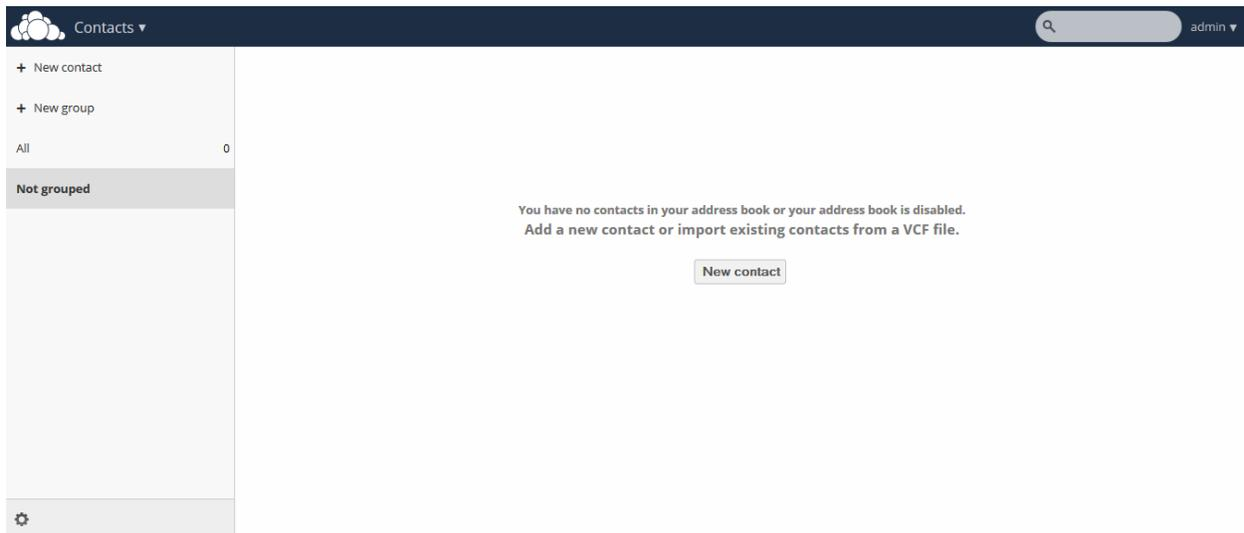 Contacts ▾
admin ▾
+ New contact
+ New group
All 0
Not grouped
You have no contacts in your address book or your address book is disabled.
Add a new contact or import existing contacts from a VCF file.
New contact